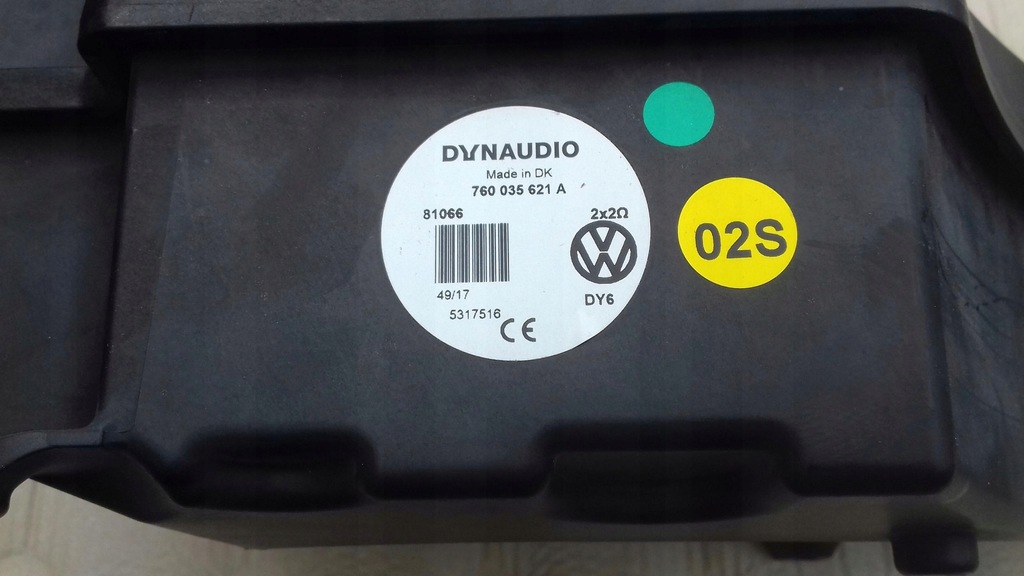 DYNAUDIO
Made in DK
760 035 621 A
81066
2x2Ω
49/17
DY6
5317516
CE
02S